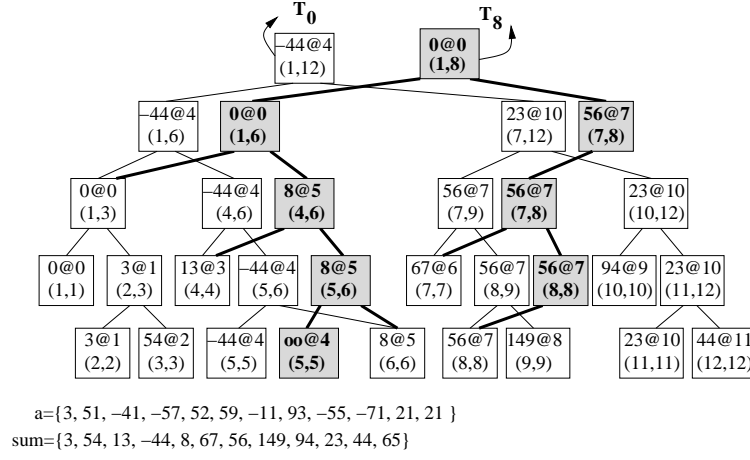 T0 T8
−44@4 0@0
(1,12) (1,8)
−44@4 0@0 23@10 56@7
(1,6) (1,6) (7,12) (7,8)
0@0 −44@4 8@5 56@7 56@7 23@10
(1,3) (4,6) (4,6) (7,9) (7,8) (10,12)
0@0 3@1 13@3 −44@4 8@5 67@6 56@7 56@7 94@9 23@10
(1,1) (2,3) (4,4) (5,6) (5,6) (7,7) (8,9) (8,8) (10,10) (11,12)
3@1 54@2 −44@4 oo@4 8@5 56@7 149@8 23@10 44@11
(2,2) (3,3) (5,5) (5,5) (6,6) (8,8) (9,9) (11,11) (12,12)
a={3, 51, −41, −57, 52, 59, −11, 93, −55, −71, 21, 21 }
sum={3, 54, 13, −44, 8, 67, 56, 149, 94, 23, 44, 65}